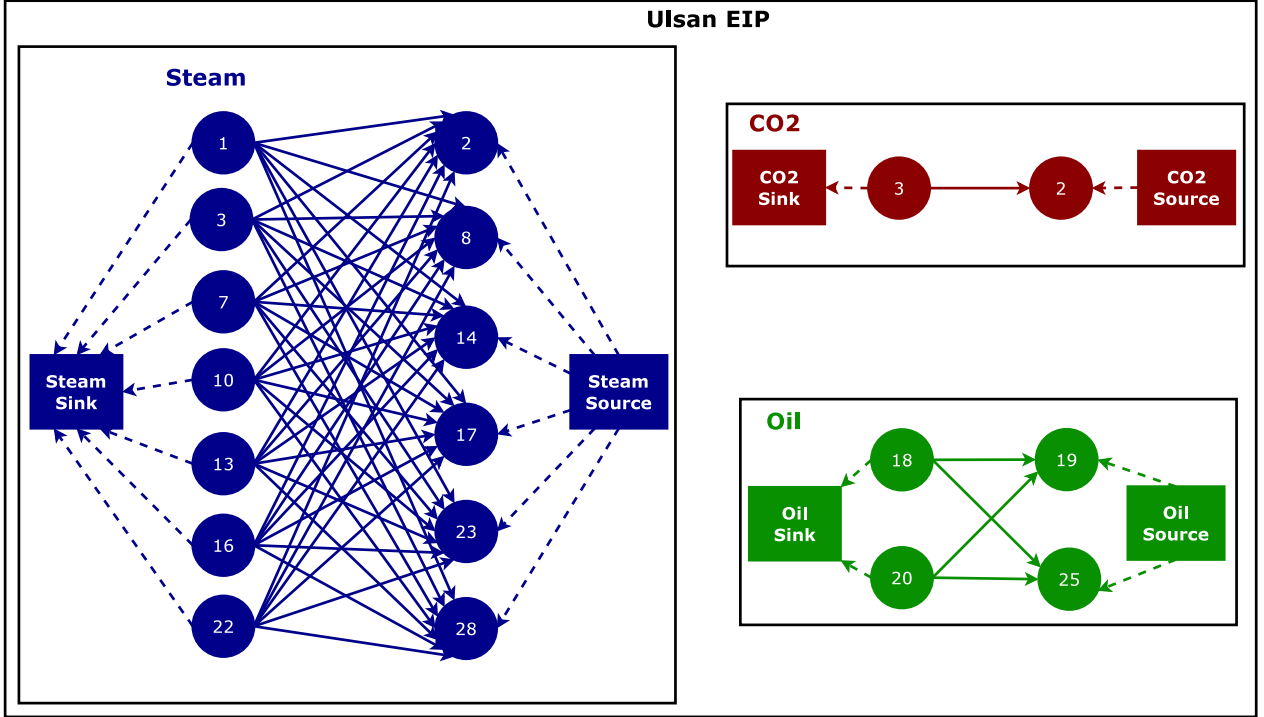 Ulsan EIP
Steam
1
2
3
8
7
14
10
Steam
Sink
Steam
Source
17
13
23
16
22
28
CO2
CO2
Sink
3
2
CO2
Source
Oil
18
19
Oil
Sink
Oil
Source
20
25